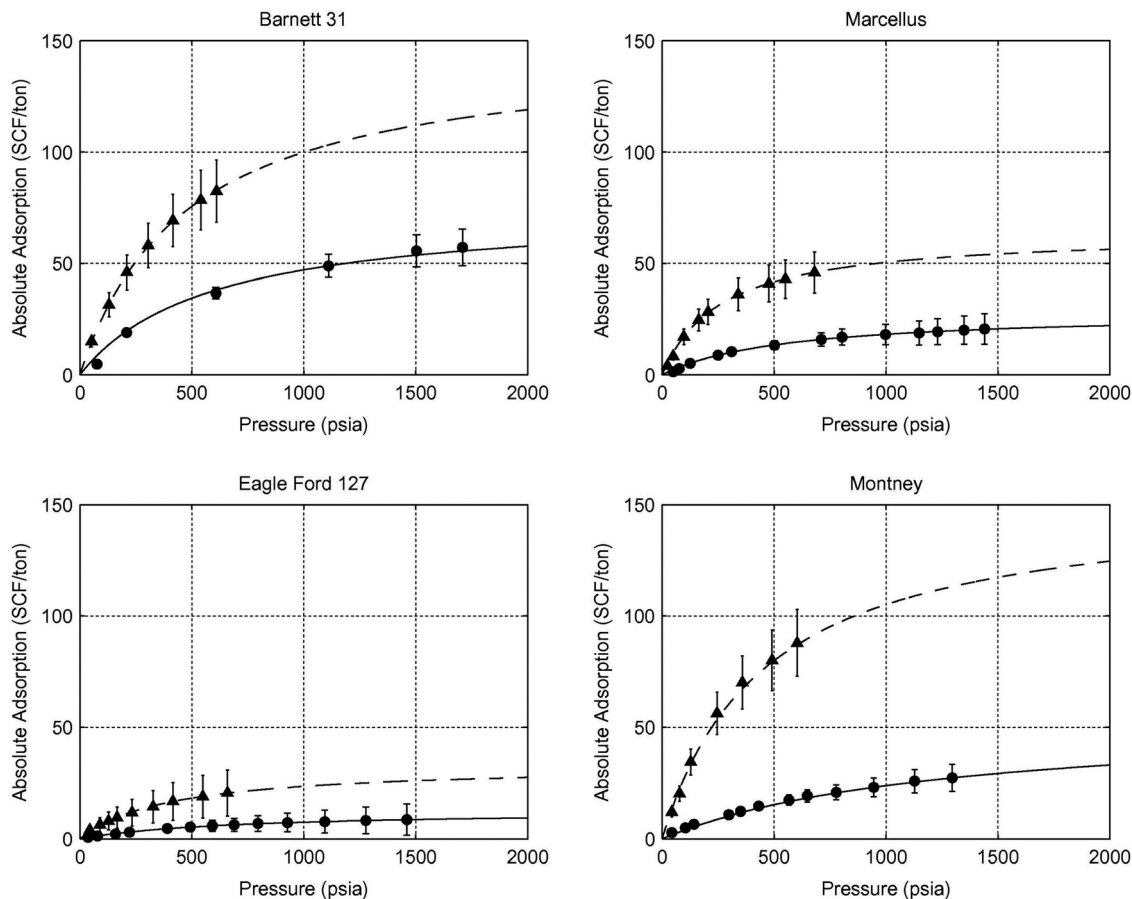 Barnett 31
150
100
50
0
Absolute Adsorption (SCF/ton)
0 500 1000 1500 2000
Pressure (psia)
Marcellus
150
100
50
0
Absolute Adsorption (SCF/ton)
0 500 1000 1500 2000
Pressure (psia)
Eagle Ford 127
150
100
50
0
Absolute Adsorption (SCF/ton)
0 500 1000 1500 2000
Pressure (psia)
Montney
150
100
50
0
Absolute Adsorption (SCF/ton)
0 500 1000 1500 2000
Pressure (psia)